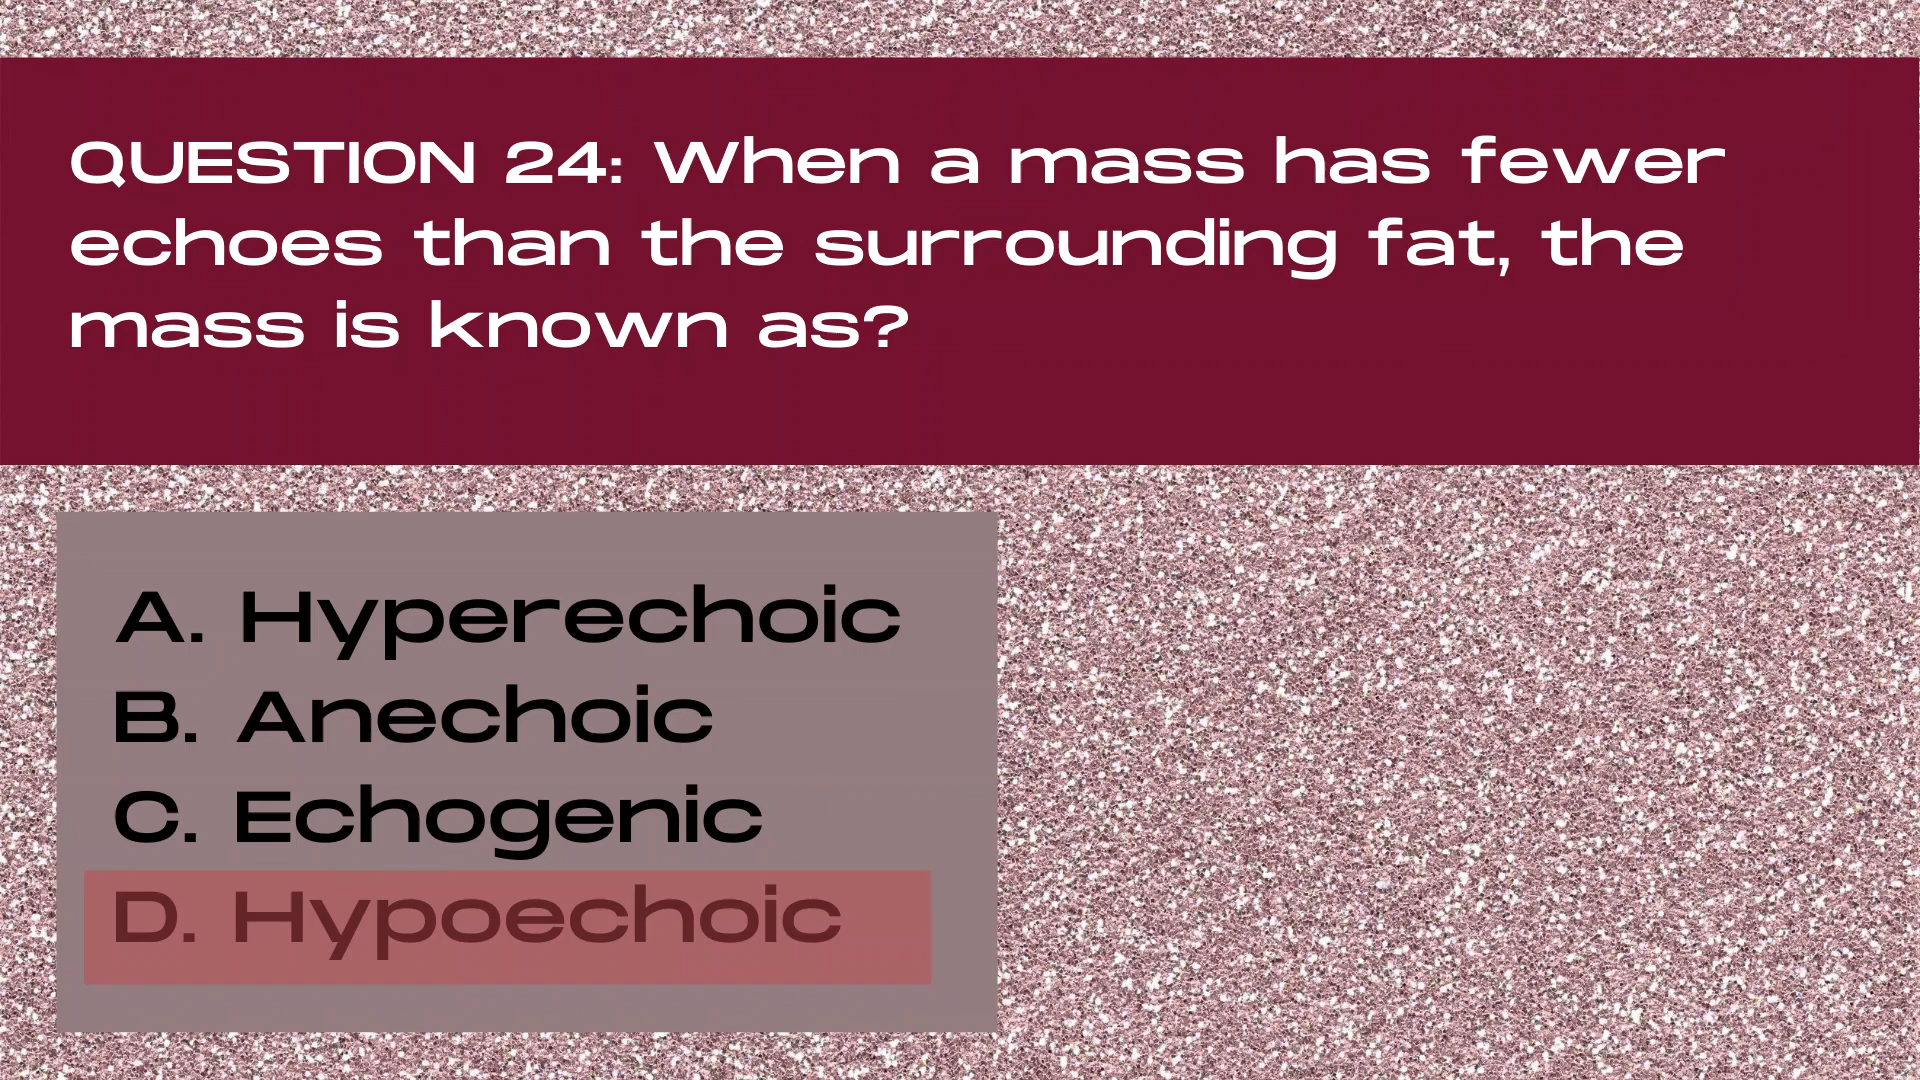 QUESTION 24: When a mass has fewer
echoes than the surrounding fat, the
mass is known as?
A. Hyperechoic
B. Anechoic
C. Echogenic
D. Hypoechoic